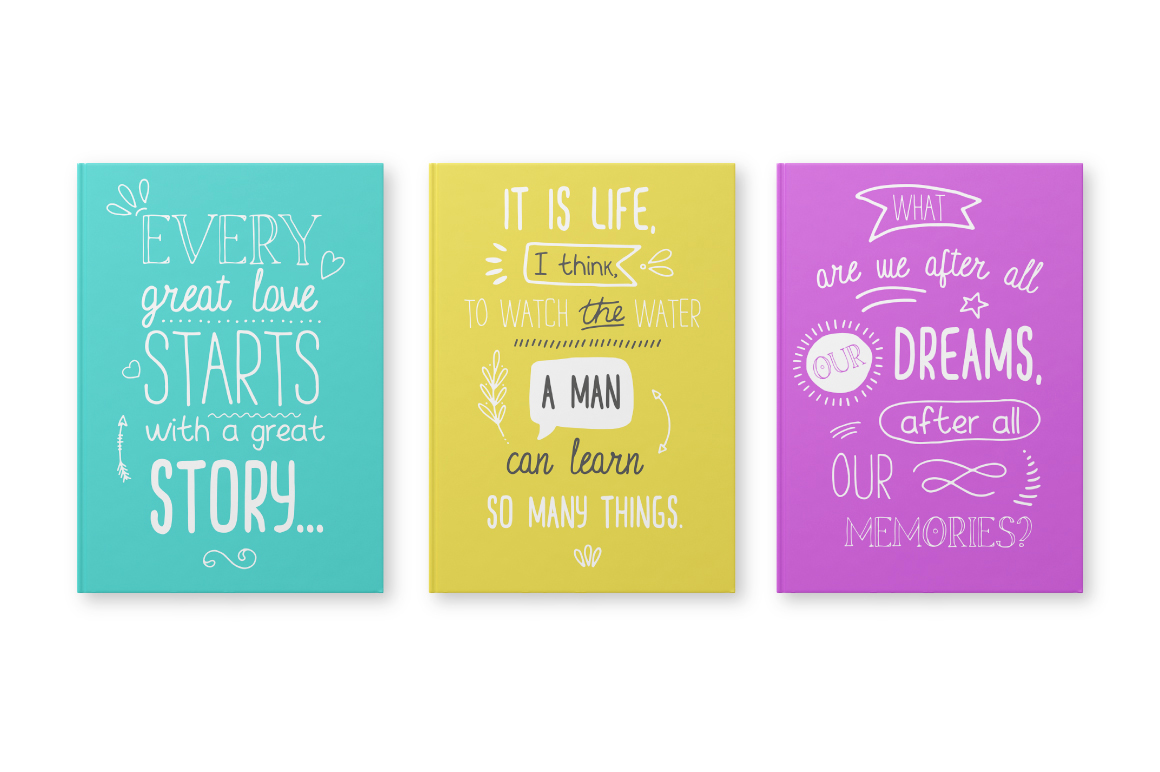 EVERY
great love
STARTS
with a great
STORY...
IT IS LIFE,
I think,
TO WATCH the WATER
A MAN
can learn
SO MANY THINGS.
WHAT
are we after all
OUR DREAMS,
after all
OUR
MEMORIES?